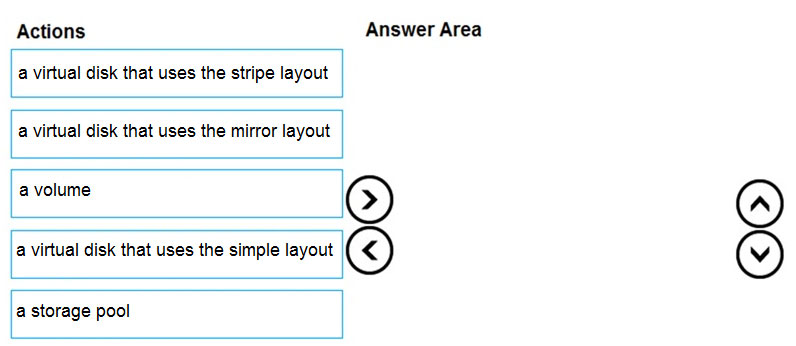 Actions
Answer Area
a virtual disk that uses the stripe layout
a virtual disk that uses the mirror layout
a volume
a virtual disk that uses the simple layout
a storage pool